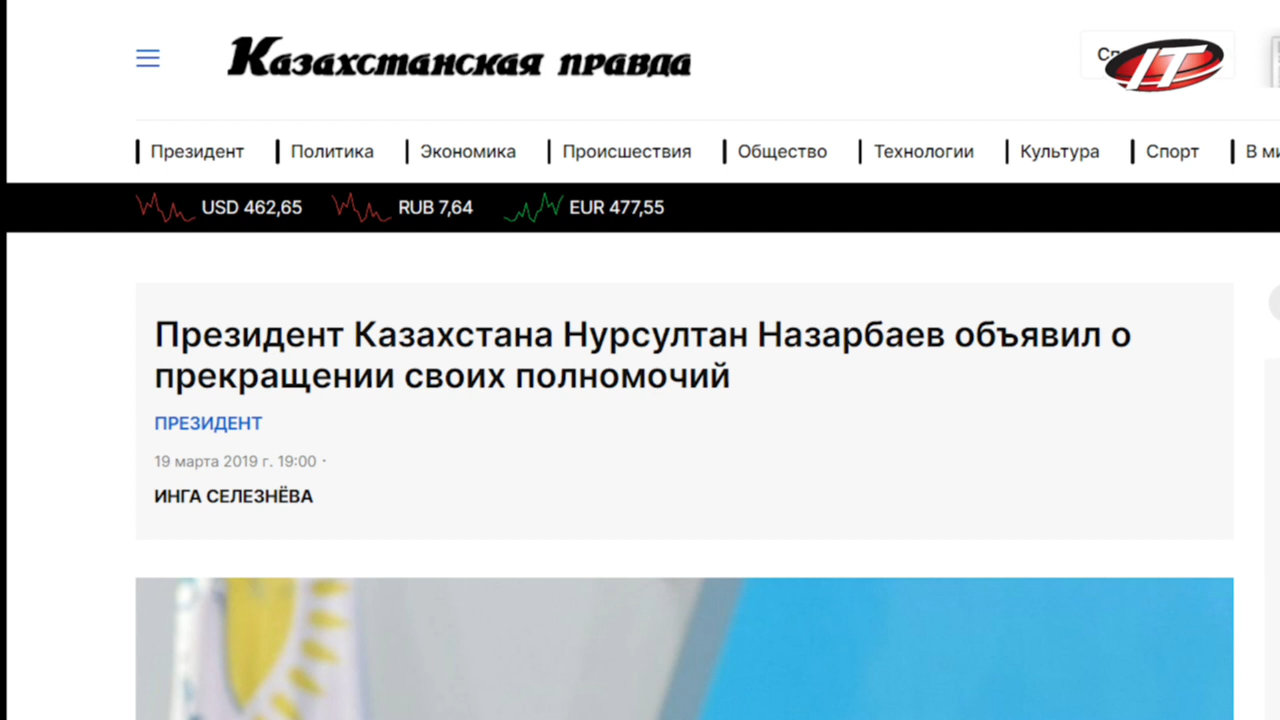 Казахстанская правда
IT
Президент
Политика
Экономика
Происшествия
Общество
Технологии
Культура
Спорт
USD 462,65
RUB 7,64
EUR 477,55
Президент Казахстана Нурсултан Назарбаев объявил о
прекращении своих полномочий
ПРЕЗИДЕНТ
19 марта 2019 г. 19:00 ·
ИНГА СЕЛЕЗНЁВА